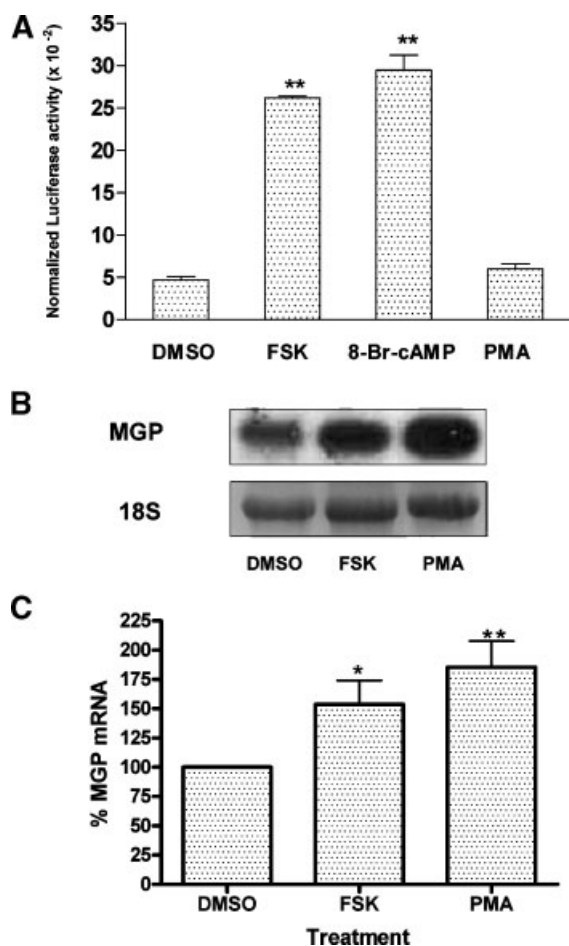 A
Normalized Luciferase activity (x 10 -2)
35
30
25
20
15
10
5
0
**
**
DMSO FSK 8-Br-cAMP PMA
B
MGP
18S
DMSO FSK PMA
C
% MGP mRNA
225
200
175
150
125
100
75
50
25
0
*
**
DMSO FSK PMA
Treatment